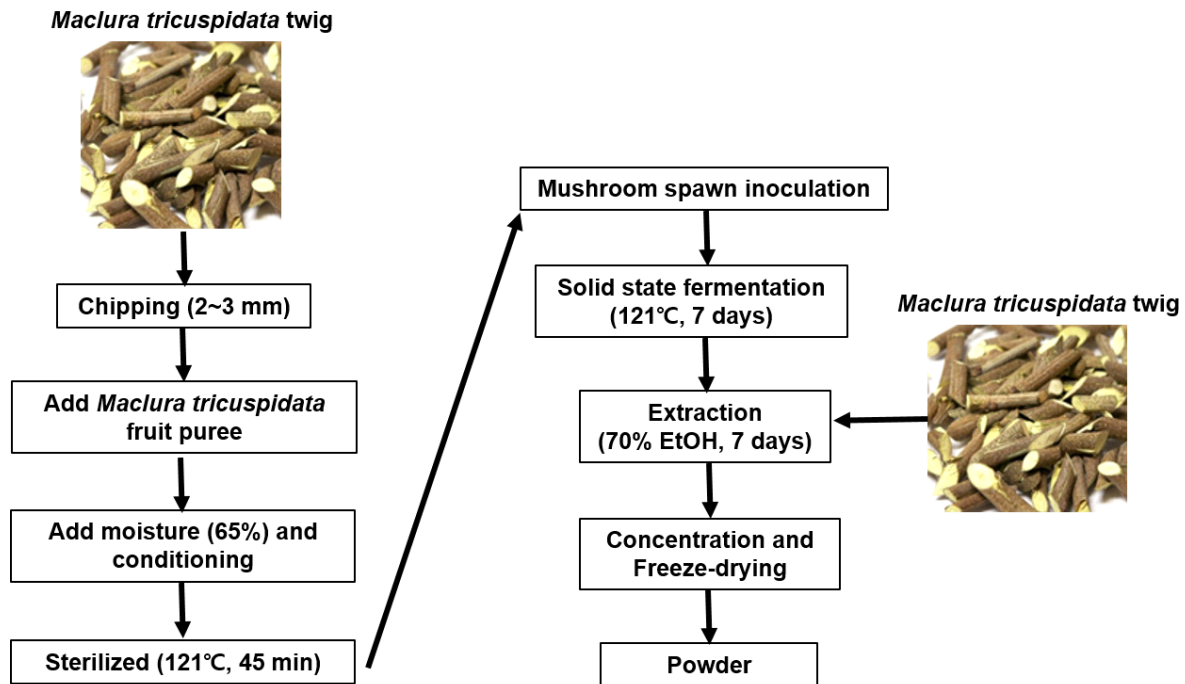 Maclura tricuspidata twig
Chipping (2~3 mm)
Add Maclura tricuspidata
fruit puree
Add moisture (65%) and
conditioning
Sterilized (121℃, 45 min)
Mushroom spawn inoculation
Solid state fermentation
(121℃, 7 days)
Extraction
(70% EtOH, 7 days)
Maclura tricuspidata twig
Concentration and
Freeze-drying
Powder